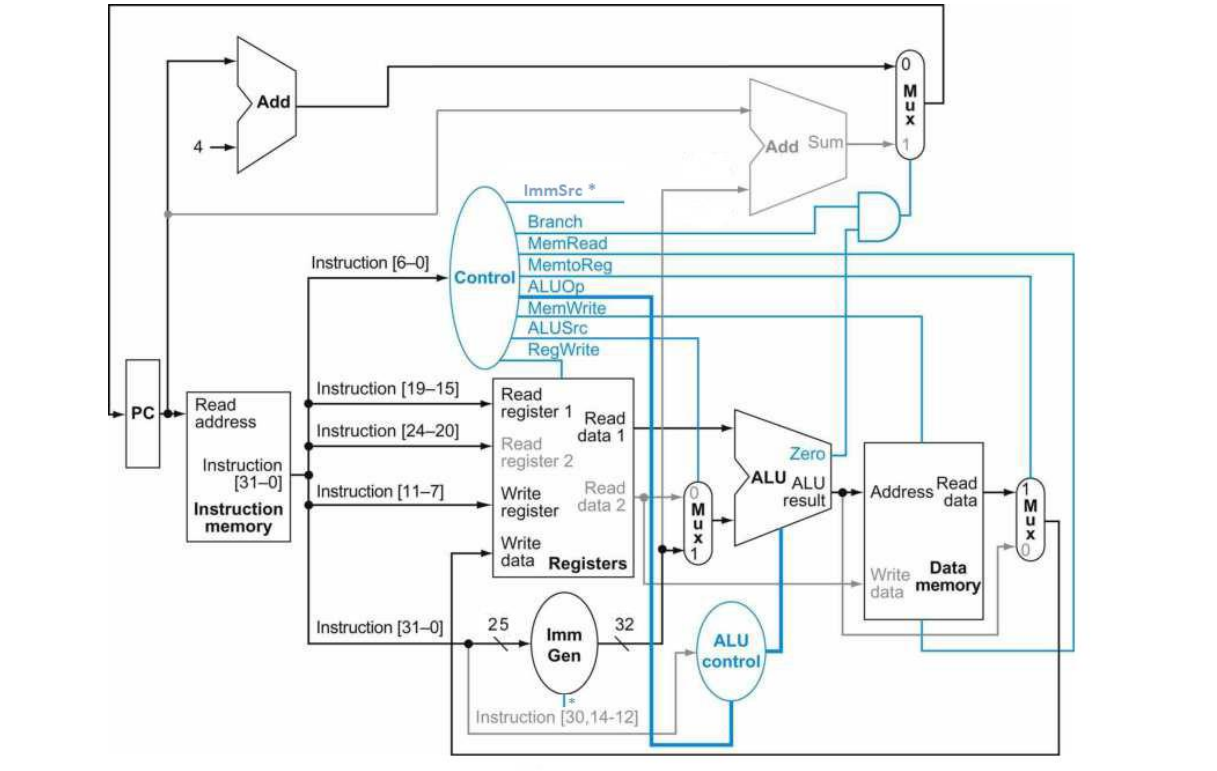 0
M
u
x
1
Add
4
Add Sum
ImmSrc *
Branch
MemRead
MemtoReg
ALUOp
MemWrite
ALUSrc
RegWrite
Control
Instruction [6–0]
Instruction [19–15]
Instruction [24–20]
Instruction [11–7]
Instruction [31–0]
PC
Read
address
Instruction
[31–0]
Instruction
memory
Read
register 1
Read
register 2
Write
register
Write
data
Read
data 1
Read
data 2
Registers
0
M
u
x
1
Zero
ALU
ALU
result
Address
Read
data
Write
data
Data
memory
1
M
u
x
0
25
Imm
Gen
32
*
ALU
control
Instruction [30,14-12]